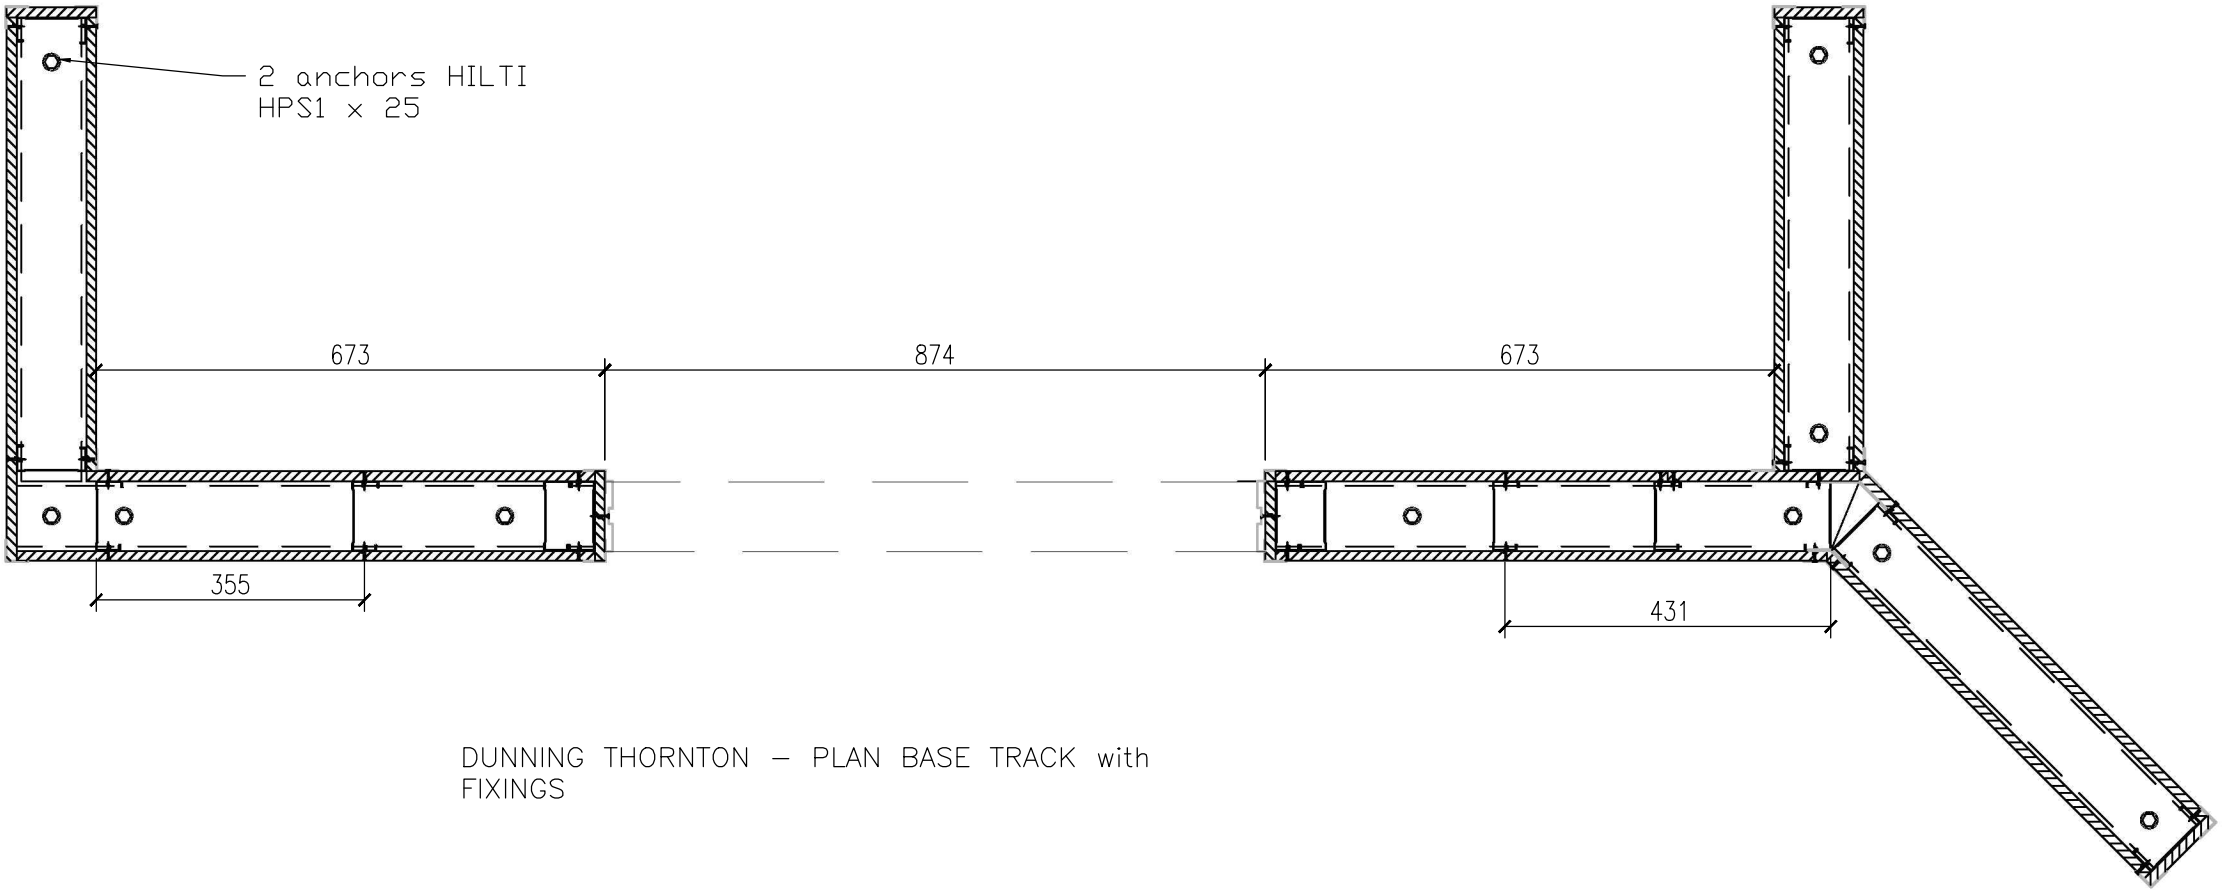 2 anchors HILTI
HPS1 x 25
673
874
673
355
431
DUNNING THORNTON – PLAN BASE TRACK with
FIXINGS